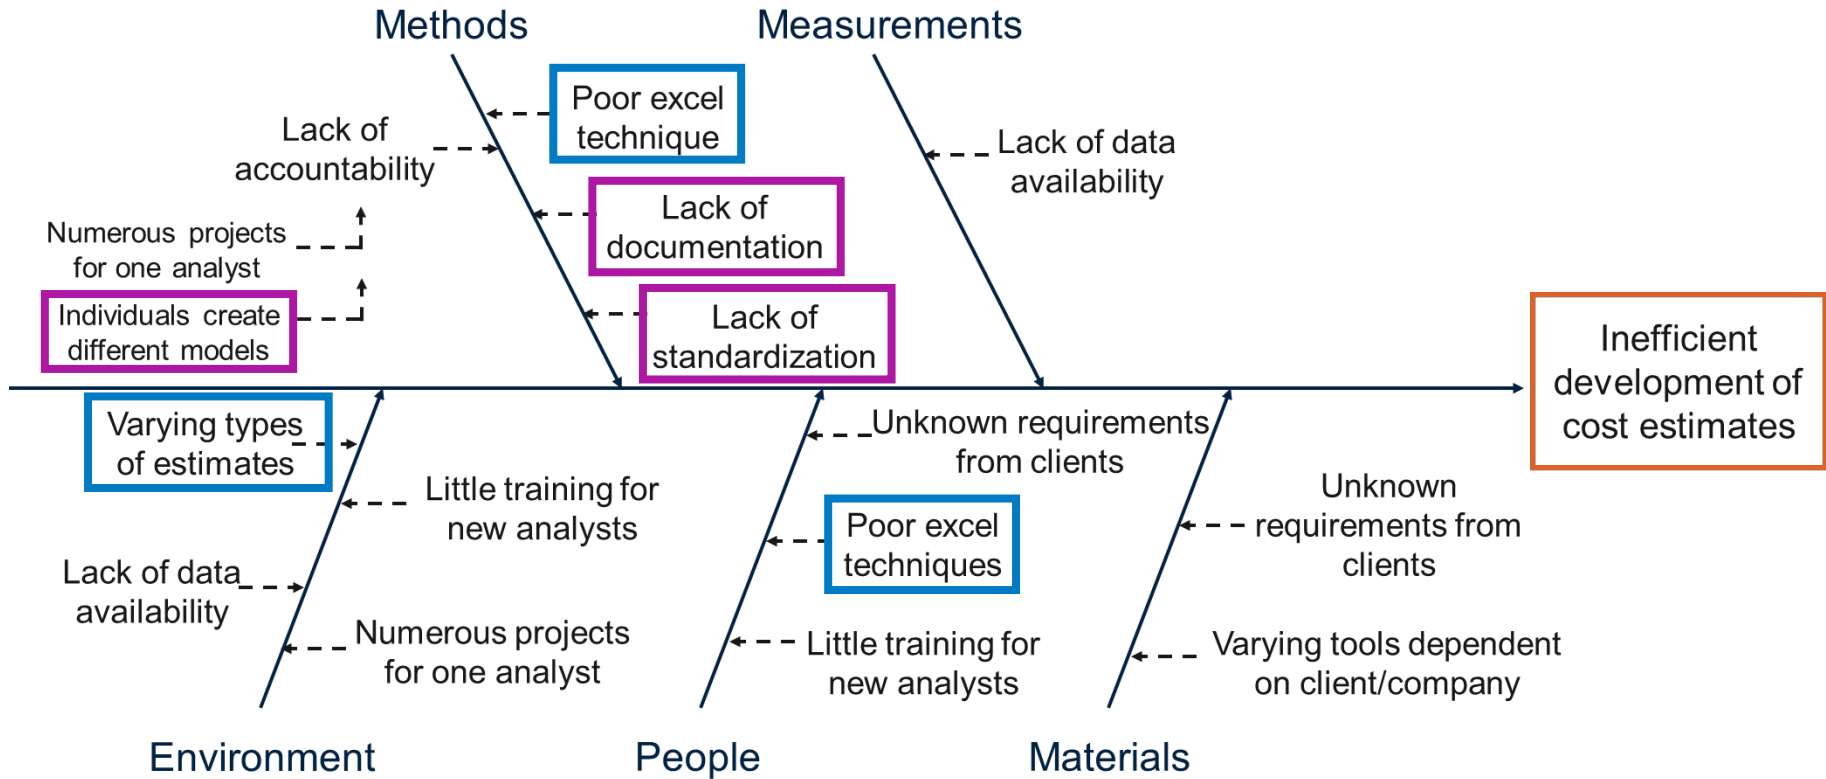 Methods
Measurements
Poor excel
technique
Lack of
accountability
Lack of data
availability
Lack of
documentation
Numerous projects
for one analyst
Individuals create
different models
Lack of
standardization
Inefficient
development of
cost estimates
Varying types
of estimates
Unknown requirements
from clients
Little training for
new analysts
Unknown
requirements from
clients
Poor excel
techniques
Lack of data
availability
Numerous projects
for one analyst
Little training for
new analysts
Varying tools dependent
on client/company
Environment
People
Materials